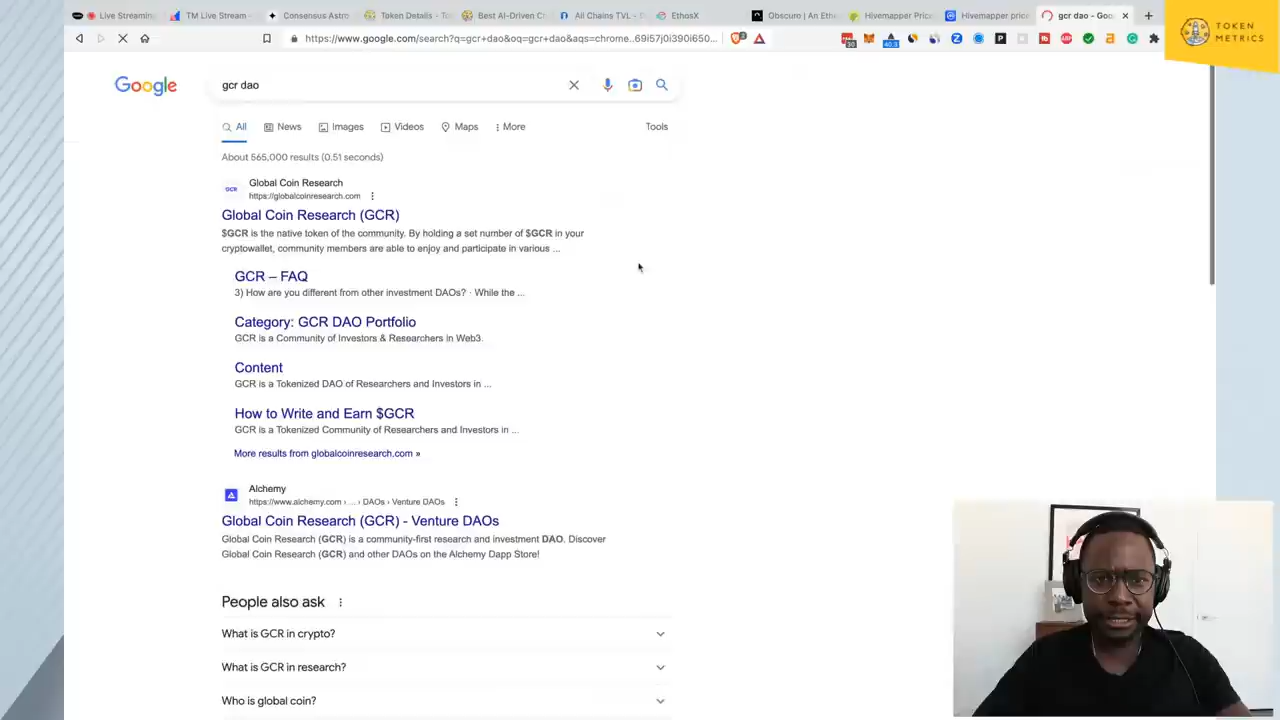 Live Streaming
TM Live Stream -
Consensus Astro
Token Details - To
Best AI-Driven C
All Chains TVL - D
EthosX
Obscure | An Ethe
Hivemapper Price
Hivemapper price
gcr dao - Goo
TOKEN
METRICS
https://www.google.com/search?q=gcr+dao&oq=gcr+dao&aqs=chrome..69i57j0i390i650...
Google
gcr dao
All
News
Images
Videos
Maps
More
Tools
About 565,000 results (0.51 seconds)
GCR
Global Coin Research
https://globalcoinresearch.com
Global Coin Research (GCR)
$GCR is the native token of the community. By holding a set number of $GCR in your
cryptowallet, community members are able to enjoy and participate in various ...
GCR – FAQ
3) How are you different from other investment DAOs? · While the ...
Category: GCR DAO Portfolio
GCR is a Community of Investors & Researchers in Web3.
Content
GCR is a Tokenized DAO of Researchers and Investors in ...
How to Write and Earn $GCR
GCR is a Tokenized Community of Researchers and Investors in ...
More results from globalcoinresearch.com »
Alchemy
https://www.alchemy.com › ... › DAOs › Venture DAOs
Global Coin Research (GCR) - Venture DAOs
Global Coin Research (GCR) is a community-first research and investment DAO. Discover
Global Coin Research (GCR) and other DAOs on the Alchemy Dapp Store!
People also ask
What is GCR in crypto?
What is GCR in research?
Who is global coin?